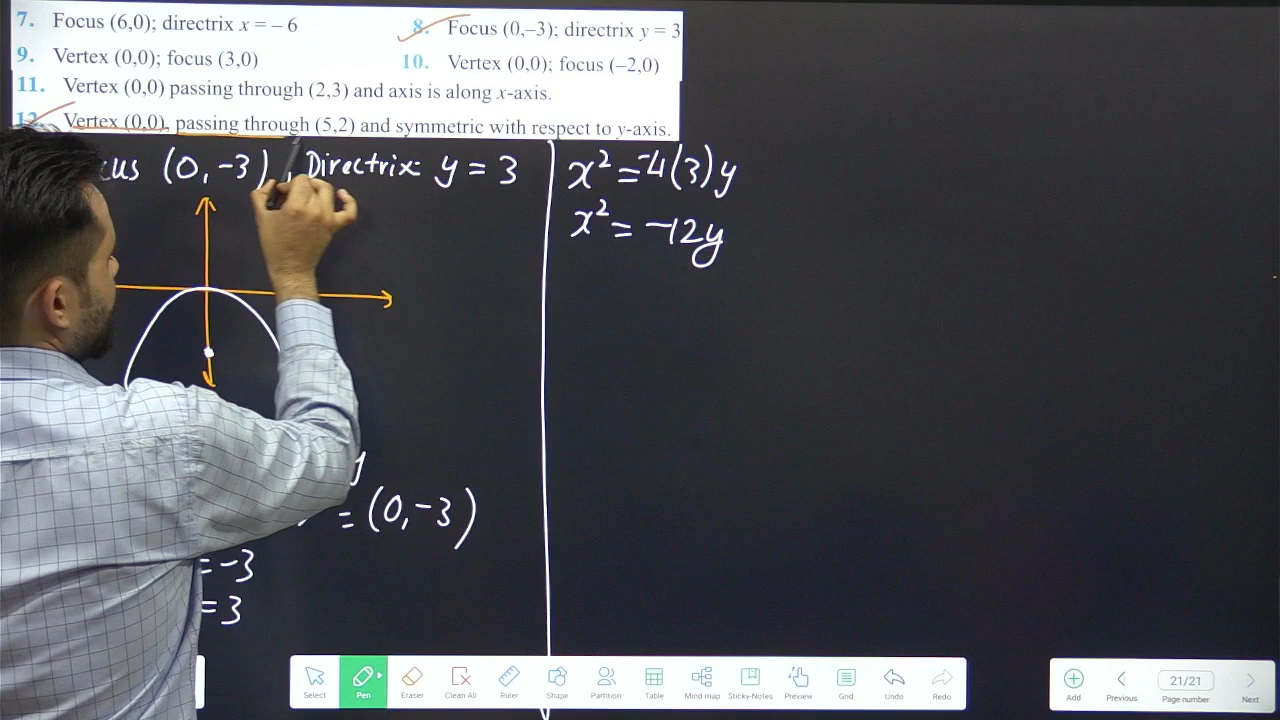 7. Focus (6,0); directrix x = – 6
8. Focus (0,–3); directrix y = 3
9. Vertex (0,0); focus (3,0)
10. Vertex (0,0); focus (–2,0)
11. Vertex (0,0) passing through (2,3) and axis is along x-axis.
12. Vertex (0,0), passing through (5,2) and symmetric with respect to y-axis.
cus (0, -3), Directrix y = 3
= (0, -3)
= -3
= 3
x² = -4(3)y
x² = -12y
Select Pen Eraser Clean All Ruler Shape Partition Table Mind map Sticky-Notes Preview Grid Undo Redo
Add Previous 21/21 Page number Next